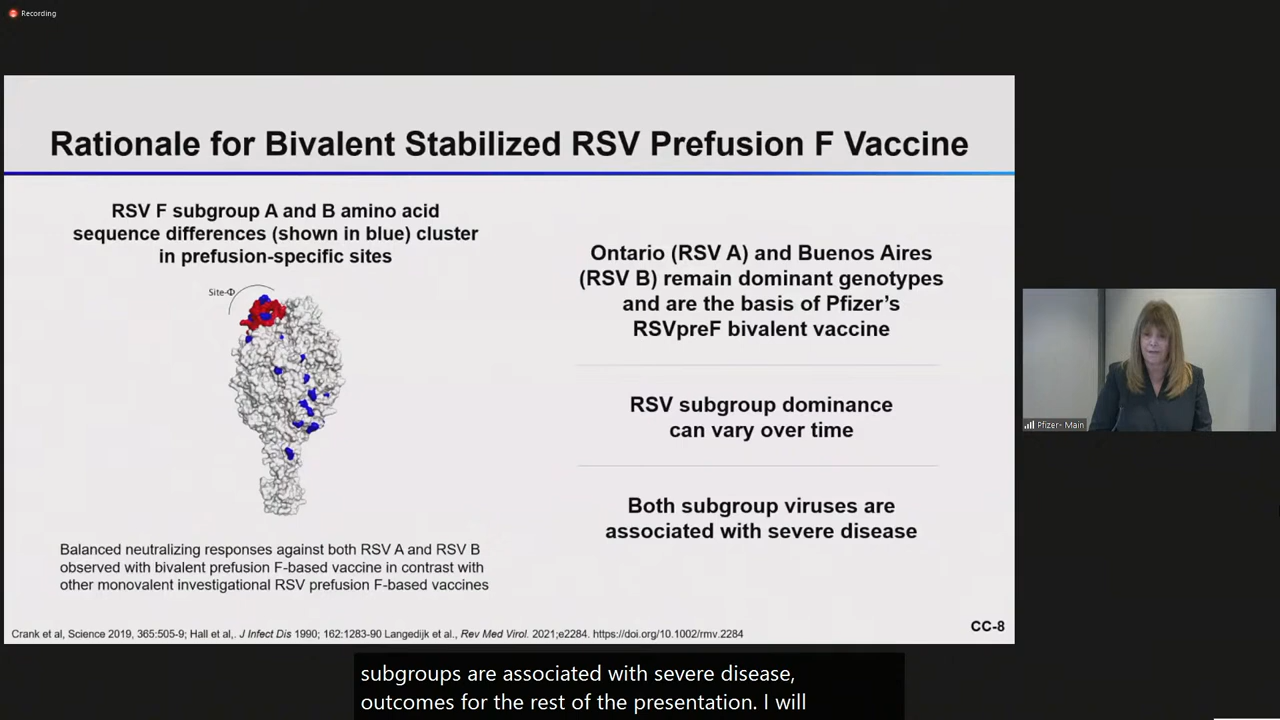 Recording
Rationale for Bivalent Stabilized RSV Prefusion F Vaccine
RSV F subgroup A and B amino acid
sequence differences (shown in blue) cluster
in prefusion-specific sites
Site-Φ
Balanced neutralizing responses against both RSV A and RSV B
observed with bivalent prefusion F-based vaccine in contrast with
other monovalent investigational RSV prefusion F-based vaccines
Ontario (RSV A) and Buenos Aires
(RSV B) remain dominant genotypes
and are the basis of Pfizer’s
RSVpreF bivalent vaccine
RSV subgroup dominance
can vary over time
Both subgroup viruses are
associated with severe disease
Crank et al, Science 2019, 365:505-9; Hall et al,. J Infect Dis 1990; 162:1283-90 Langedijk et al., Rev Med Virol. 2021;e2284. https://doi.org/10.1002/rmv.2284
CC-8
Pfizer- Main
subgroups are associated with severe disease,
outcomes for the rest of the presentation. I will